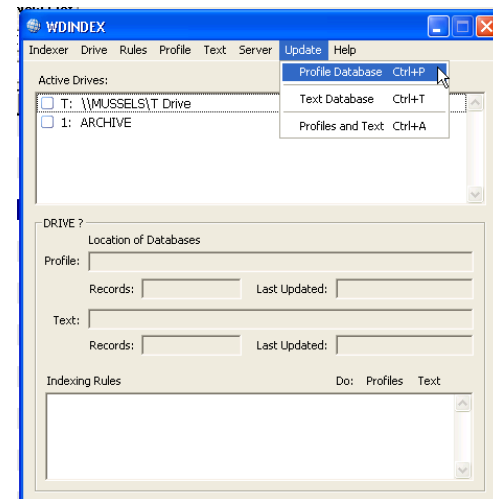 WDINDEX
Indexer Drive Rules Profile Text Server Update Help
Profile Database Ctrl+P
Active Drives:
T: \\MUSSELS\T Drive
Text Database Ctrl+T
1: ARCHIVE
Profiles and Text Ctrl+A
DRIVE ?
Location of Databases
Profile:
Records: Last Updated:
Text:
Records: Last Updated:
Indexing Rules Do: Profiles Text